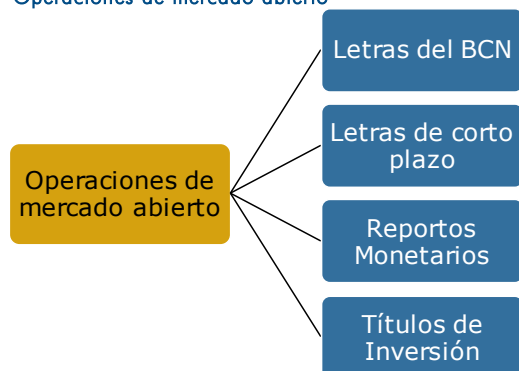 Operaciones de mercado abierto
Letras del BCN
Letras de corto
plazo
Operaciones de
mercado abierto
Reportos
Monetarios
Títulos de
Inversión